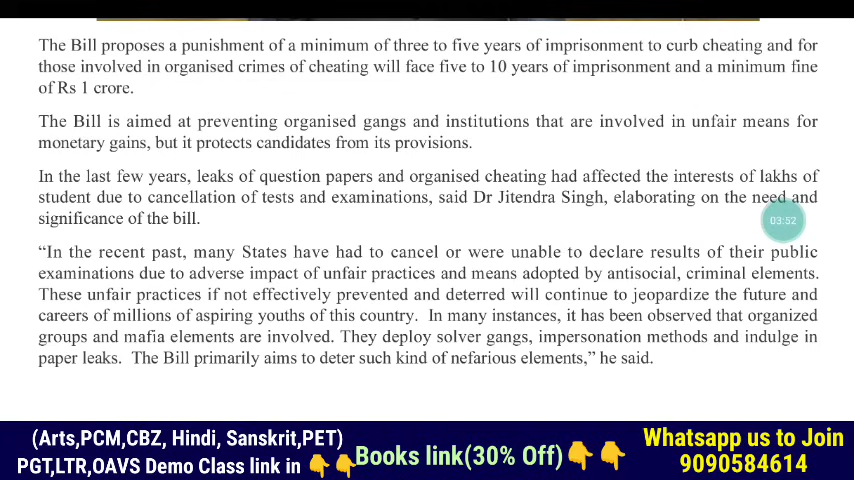 The Bill proposes a punishment of a minimum of three to five years of imprisonment to curb cheating and for
those involved in organised crimes of cheating will face five to 10 years of imprisonment and a minimum fine
of Rs 1 crore.
The Bill is aimed at preventing organised gangs and institutions that are involved in unfair means for
monetary gains, but it protects candidates from its provisions.
In the last few years, leaks of question papers and organised cheating had affected the interests of lakhs of
student due to cancellation of tests and examinations, said Dr Jitendra Singh, elaborating on the need and
significance of the bill.
03:52
“In the recent past, many States have had to cancel or were unable to declare results of their public
examinations due to adverse impact of unfair practices and means adopted by antisocial, criminal elements.
These unfair practices if not effectively prevented and deterred will continue to jeopardize the future and
careers of millions of aspiring youths of this country. In many instances, it has been observed that organized
groups and mafia elements are involved. They deploy solver gangs, impersonation methods and indulge in
paper leaks. The Bill primarily aims to deter such kind of nefarious elements,” he said.
(Arts,PCM,CBZ, Hindi, Sanskrit,PET)
PGT,LTR,OAVS Demo Class link in 👇👇
Books link(30% Off)👇👇
Whatsapp us to Join
9090584614